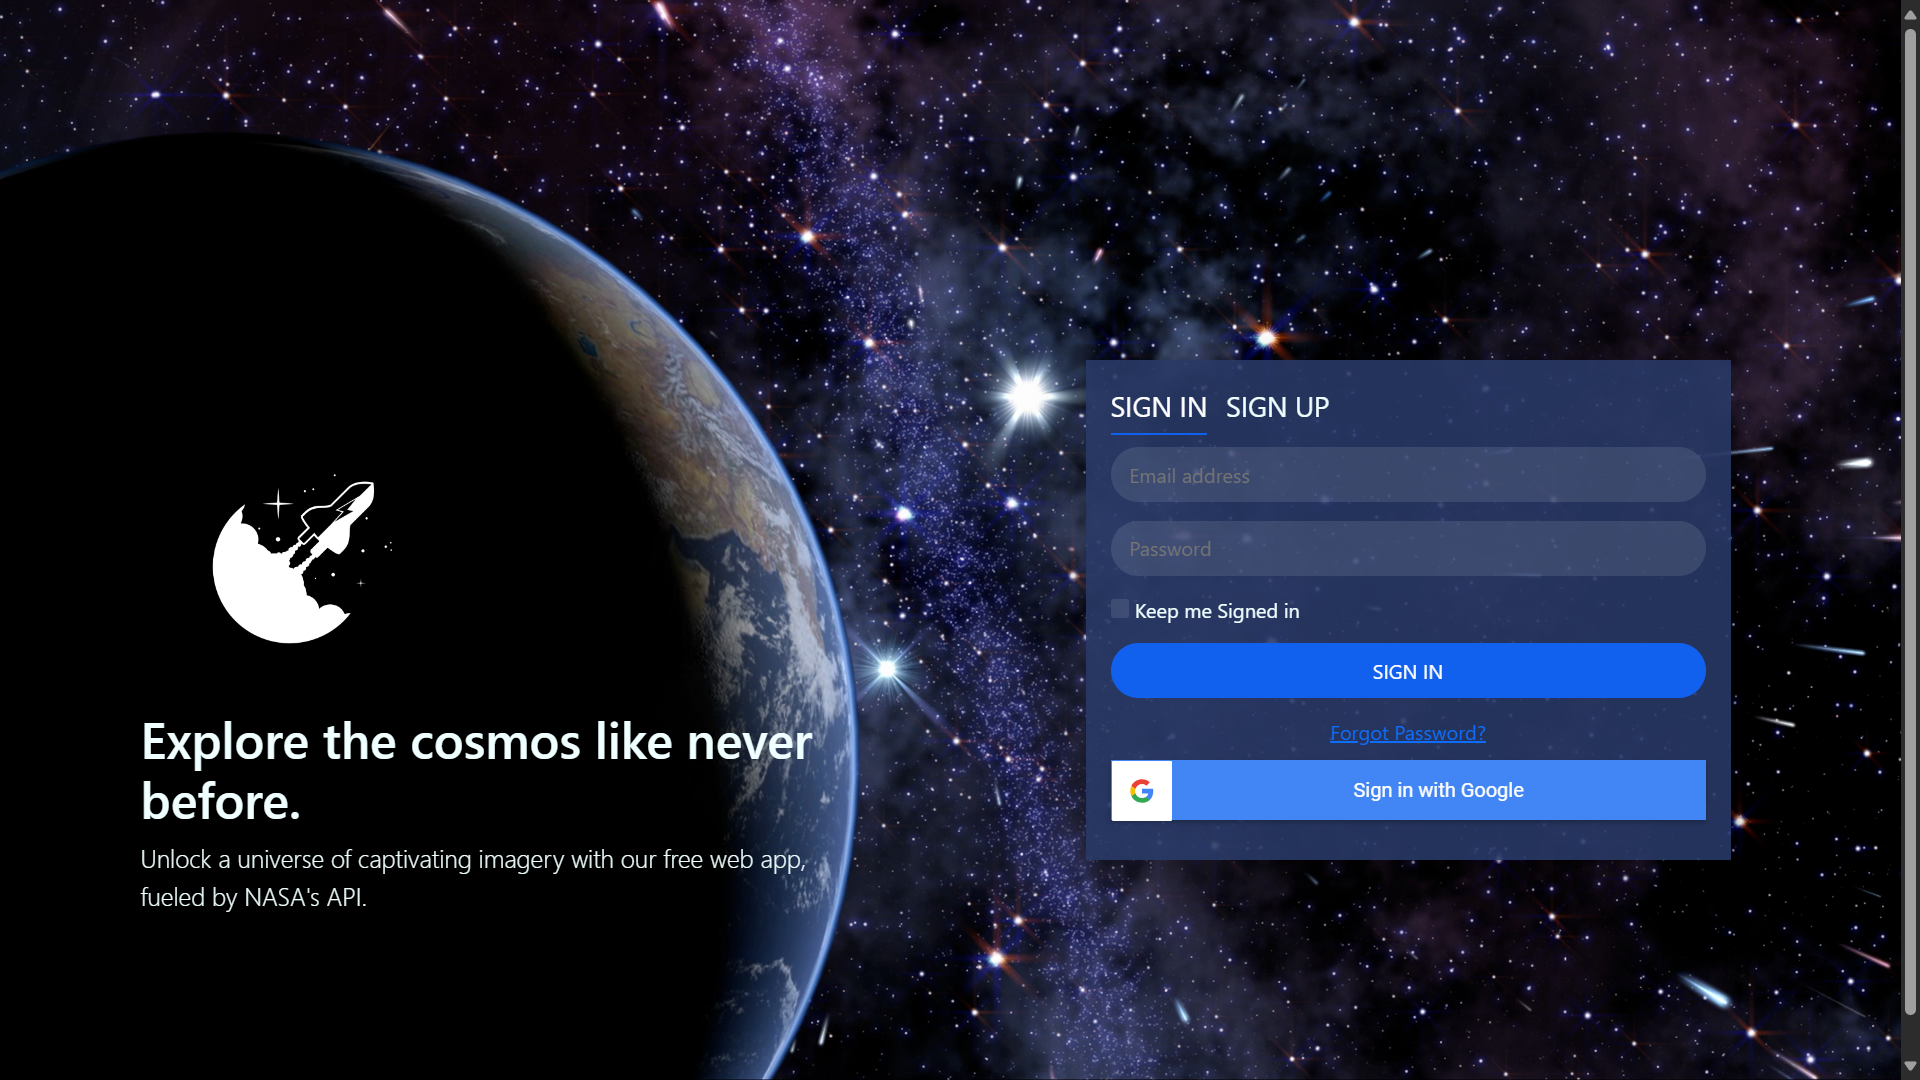 Explore the cosmos like never
before.
Unlock a universe of captivating imagery with our free web app,
fueled by NASA's API.
SIGN IN SIGN UP
Email address
Password
Keep me Signed in
SIGN IN
Forgot Password?
Sign in with Google